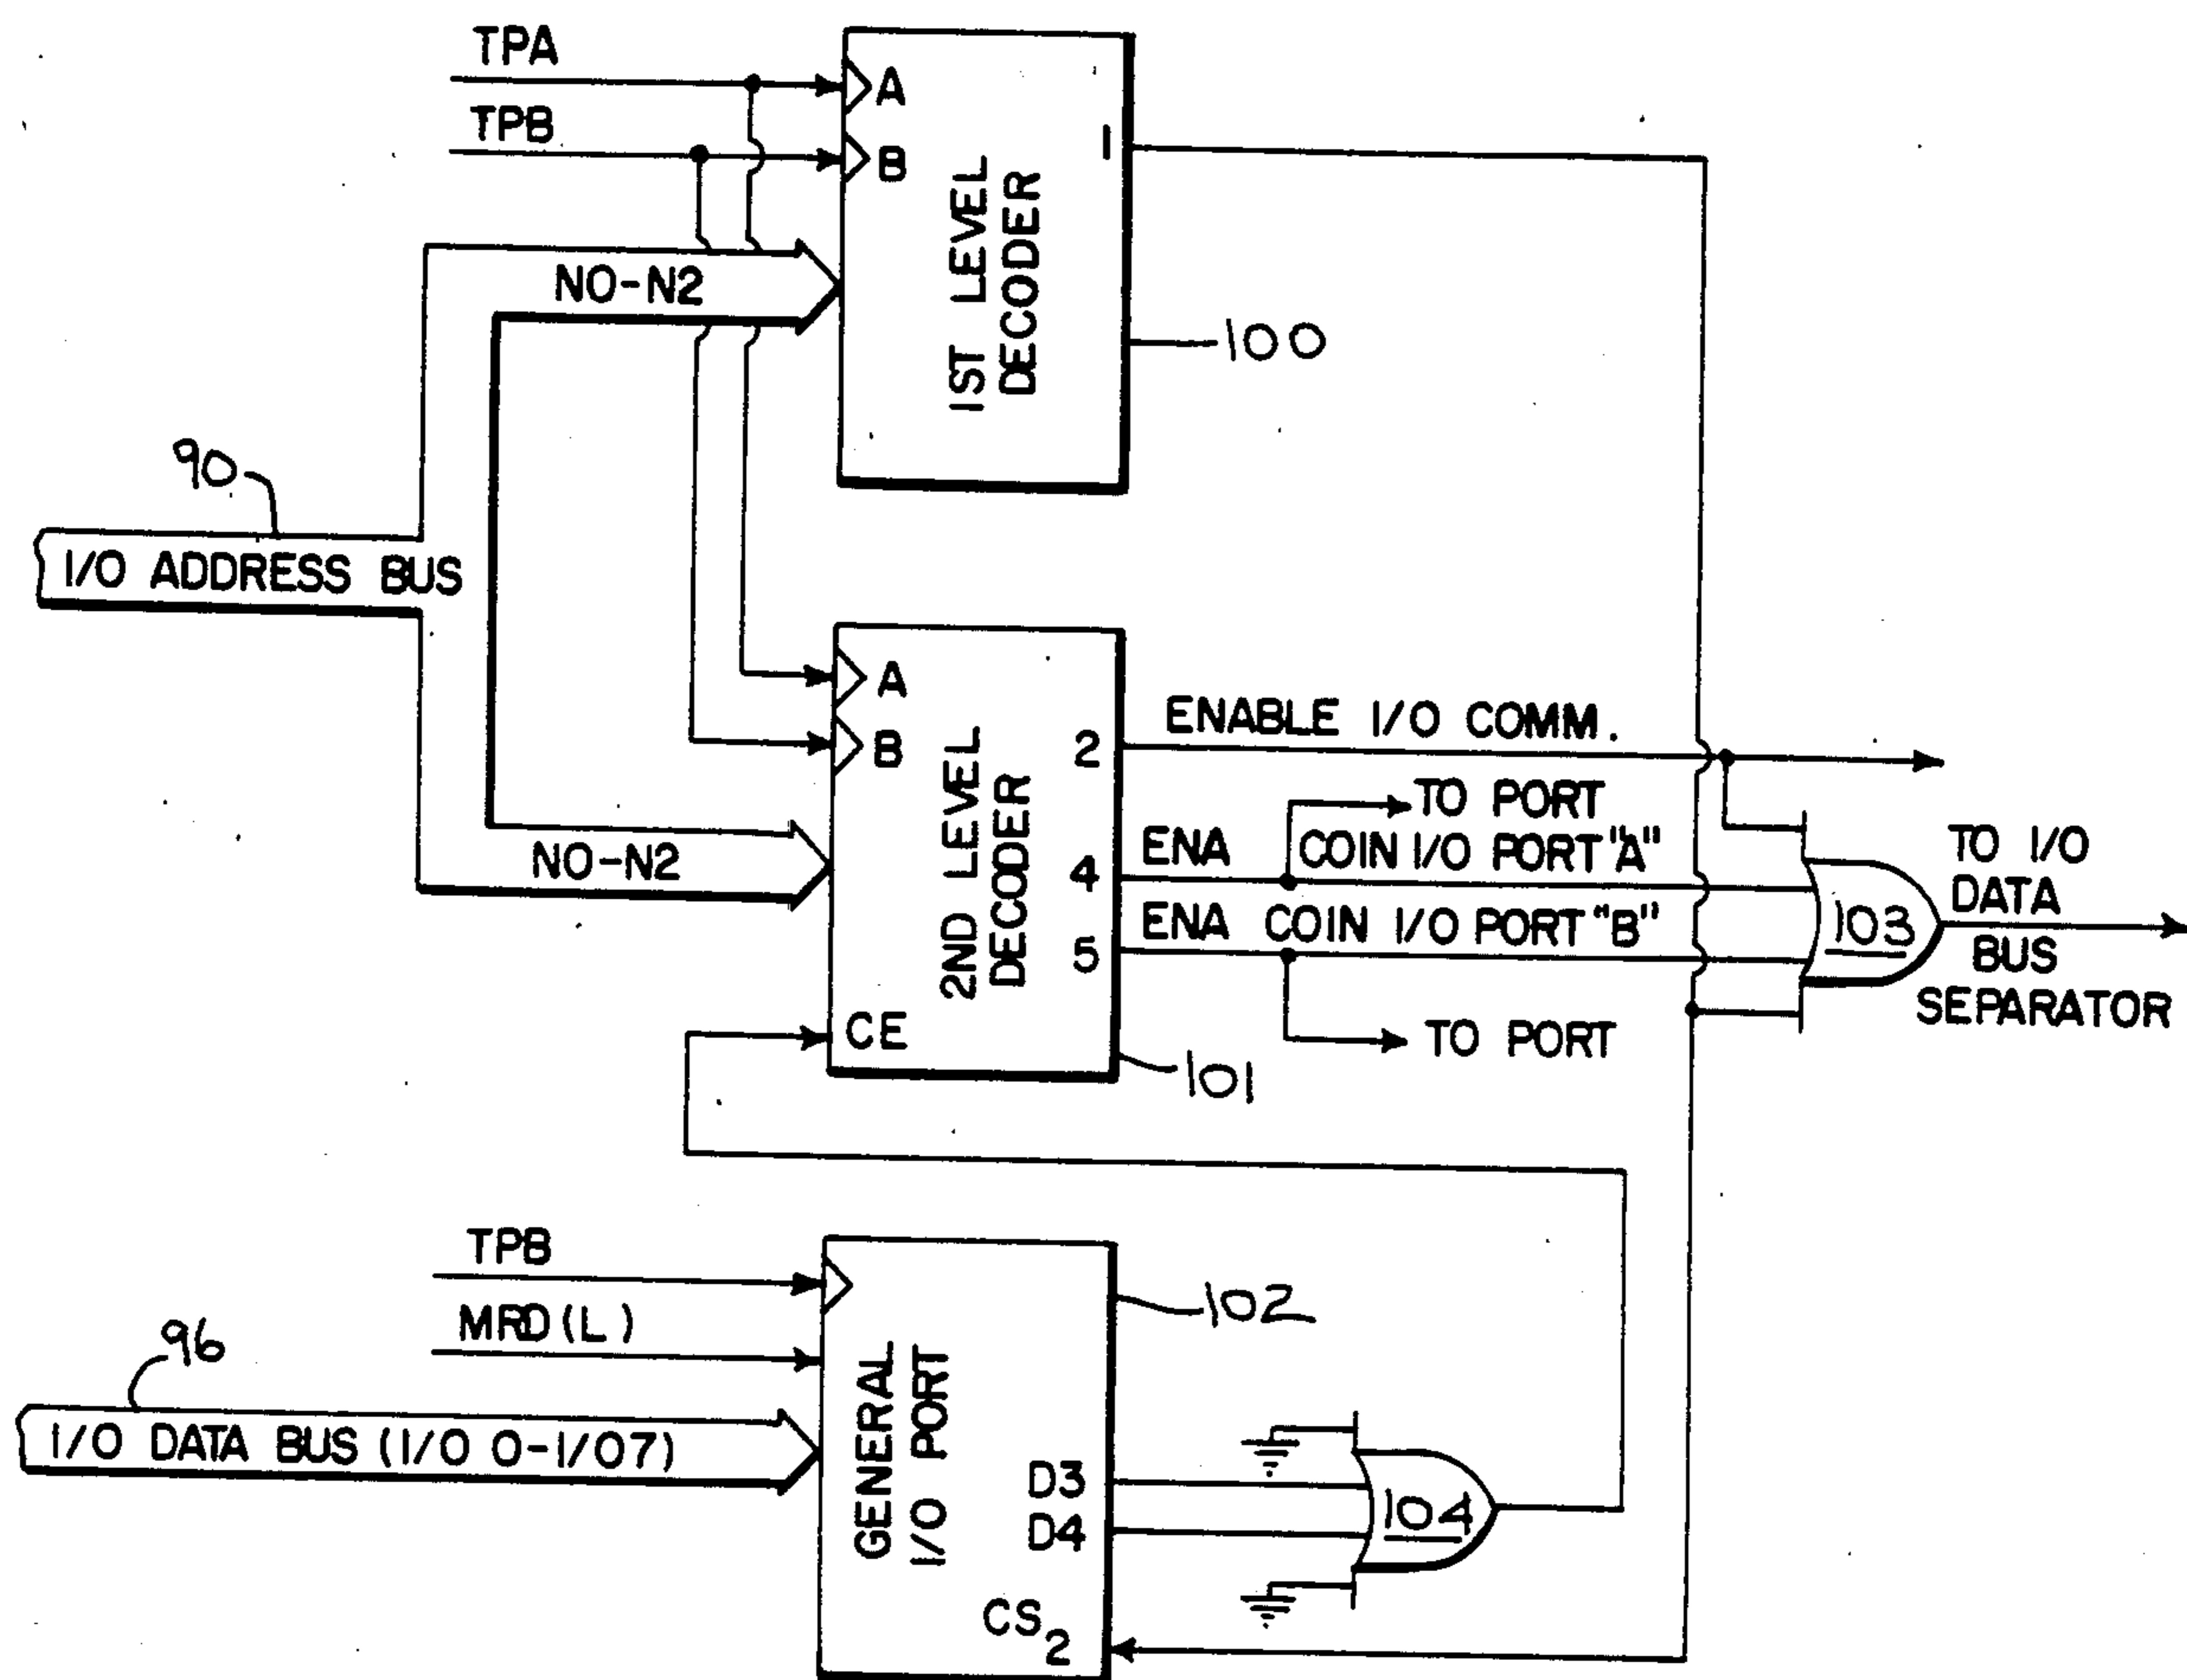 TPA
TPB
A
B
1
1ST LEVEL
DECODER
NO-N2
100
90
I/O ADDRESS BUS
A
B
2ND LEVEL
DECODER
2
4
5
CE
NO-N2
101
ENABLE I/O COMM.
TO PORT
ENA COIN I/O PORT "A"
ENA COIN I/O PORT "B"
TO PORT
103
TO I/O
DATA
BUS
SEPARATOR
TPB
MRD (L)
96
I/O DATA BUS (I/O 0-I/O7)
GENERAL
I/O PORT
102
D3
D4
CS2
104